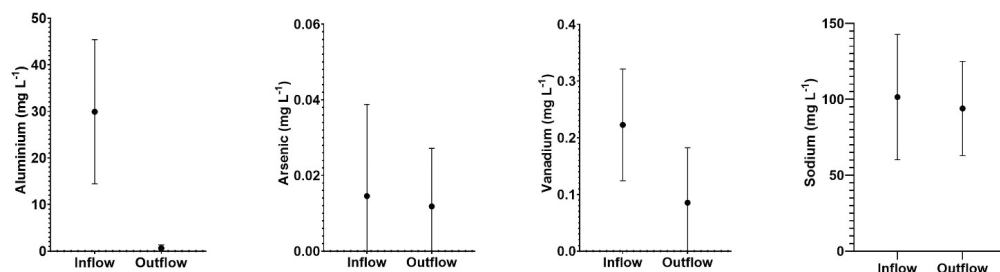 Aluminium (mg L⁻¹)
50
40
30
20
10
0
Inflow Outflow
Arsenic (mg L⁻¹)
0.06
0.04
0.02
0.00
Inflow Outflow
Vanadium (mg L⁻¹)
0.4
0.3
0.2
0.1
0.0
Inflow Outflow
Sodium (mg L⁻¹)
150
100
50
0
Inflow Outflow